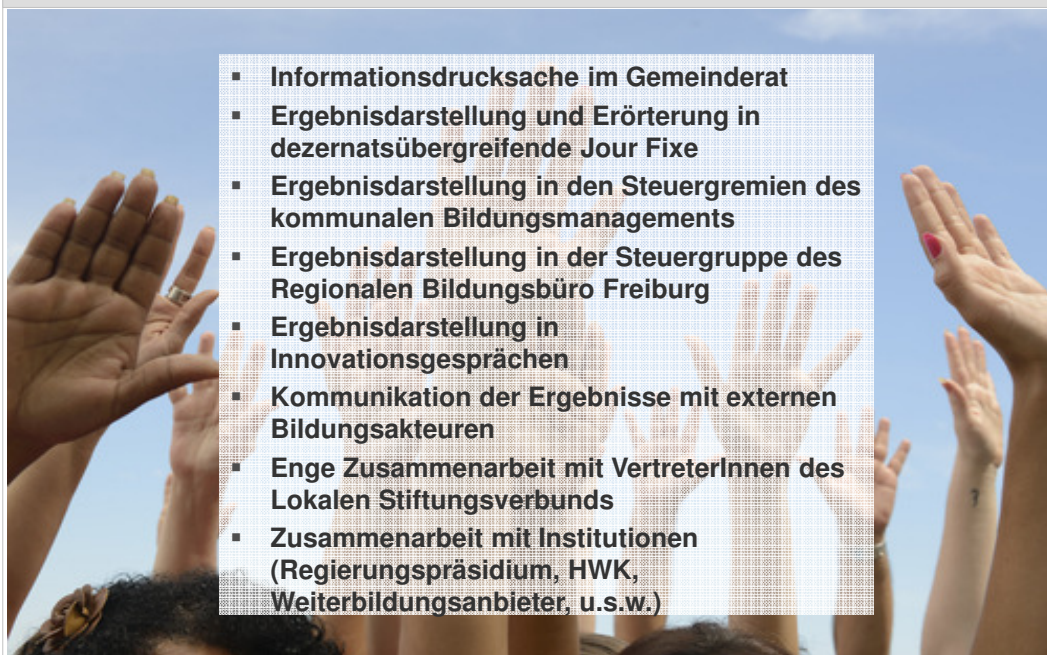 ▪ Informationsdrucksache im Gemeinderat
▪ Ergebnisdarstellung und Erörterung in
dezernatsübergreifende Jour Fixe
▪ Ergebnisdarstellung in den Steuergremien des
kommunalen Bildungsmanagements
▪ Ergebnisdarstellung in der Steuergruppe des
Regionalen Bildungsbüro Freiburg
▪ Ergebnisdarstellung in
Innovationsgesprächen
▪ Kommunikation der Ergebnisse mit externen
Bildungsakteuren
▪ Enge Zusammenarbeit mit VertreterInnen des
Lokalen Stiftungsverbunds
▪ Zusammenarbeit mit Institutionen
(Regierungspräsidium, HWK,
Weiterbildungsanbieter, u.s.w.)